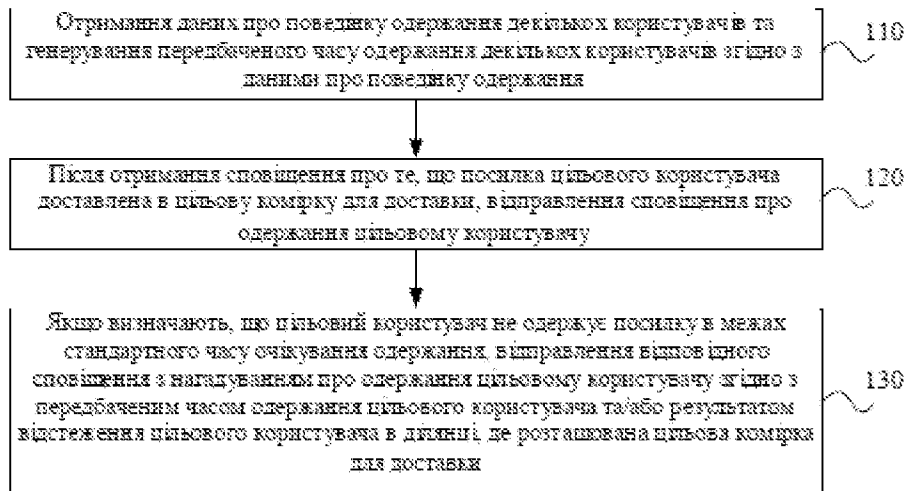 Отримання даних про поведінку одержання декількох користувачів та
генерування передбаченого часу одержання декількох користувачів згідно з
даними про поведінку одержання
110
Після отримання сповіщення про те, що посилка цільового користувача
доставлена в цільову комірку для доставки, відправлення сповіщення про
одержання цільовому користувачу
120
Якщо визначають, що цільовий користувач не одержує посилку в межах
стандартного часу очікування одержання, відправлення відповідного
сповіщення з нагадуванням про одержання цільовому користувачу згідно з
передбаченим часом одержання цільового користувача та/або результатом
відстеження цільового користувача в ділянці, де розташована цільова комірка
для доставки
130